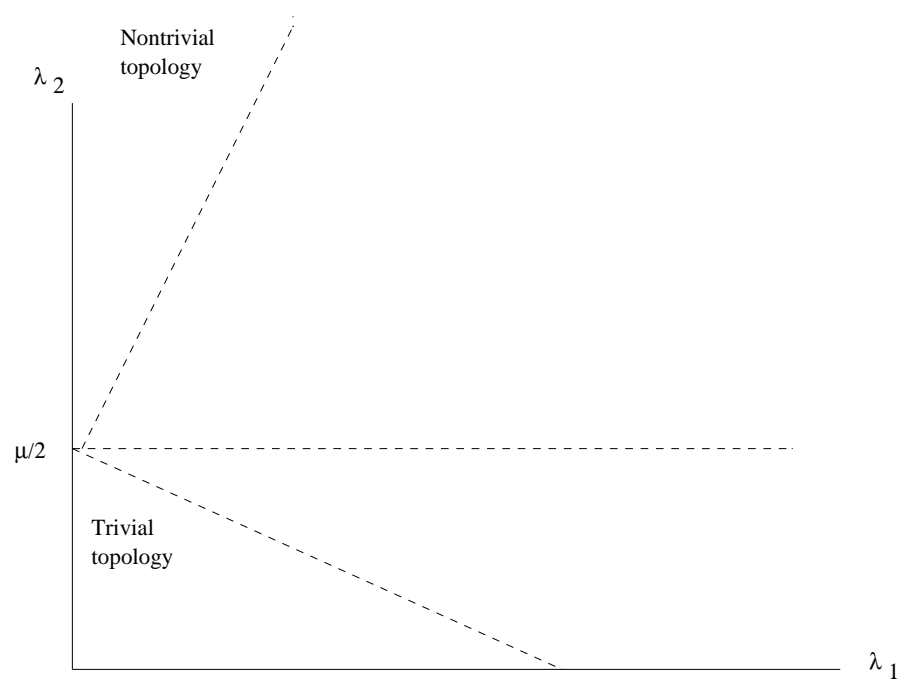 Nontrivial
topology
λ 2
μ/2
Trivial
topology
λ 1